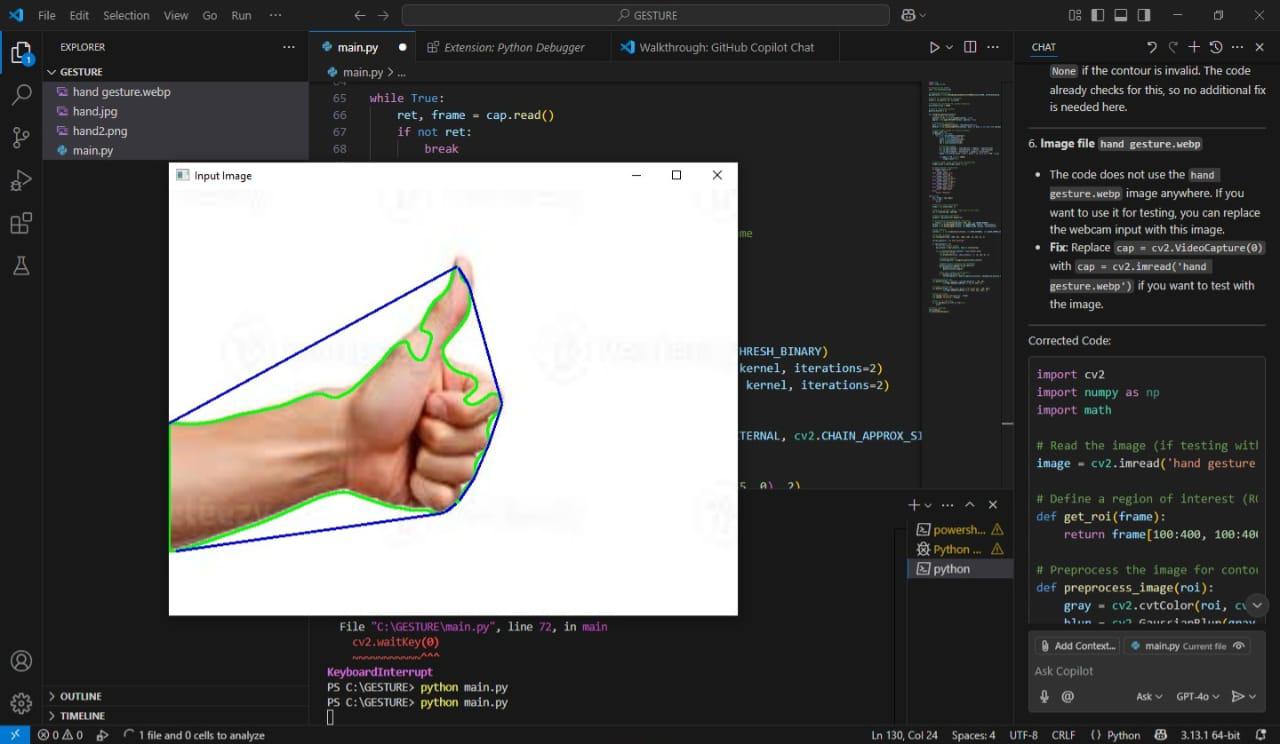 File Edit Selection View Go Run ···
GESTURE
EXPLORER ···
GESTURE
hand gesture.webp
hand.jpg
hand2.png
main.py
OUTLINE
TIMELINE
main.py
Extension: Python Debugger
Walkthrough: GitHub Copilot Chat
main.py > ...
65 while True:
66 ret, frame = cap.read()
67 if not ret:
68 break
Input Image
HRESH_BINARY)
kernel, iterations=2)
kernel, iterations=2)
TERNAL, cv2.CHAIN_APPROX_SI
powersh...
Python ...
python
File "C:\GESTURE\main.py", line 72, in main
cv2.waitKey(0)
~~~~~~~~~~~^^^
KeyboardInterrupt
PS C:\GESTURE> python main.py
PS C:\GESTURE> python main.py
CHAT
None if the contour is invalid. The code
already checks for this, so no additional fix
is needed here.
6. Image file hand gesture.webp
• The code does not use the hand
gesture.webp image anywhere. If you
want to use it for testing, you can replace
the webcam input with this image.
• Fix: Replace cap = cv2.VideoCapture(0)
with cap = cv2.imread('hand
gesture.webp') if you want to test with
the image.
Corrected Code:
import cv2
import numpy as np
import math
# Read the image (if testing with
image = cv2.imread('hand gesture
# Define a region of interest (RO
def get_roi(frame):
return frame[100:400, 100:400
# Preprocess the image for contou
def preprocess_image(roi):
gray = cv2.cvtColor(roi, cv
blur = cv2.GaussianBlur(gray
Add Context...
main.py Current file
Ask Copilot
Ask
GPT-4o
0 0
1 file and 0 cells to analyze
Ln 130, Col 24
Spaces: 4
UTF-8
CRLF
{ } Python
3.13.1 64-bit